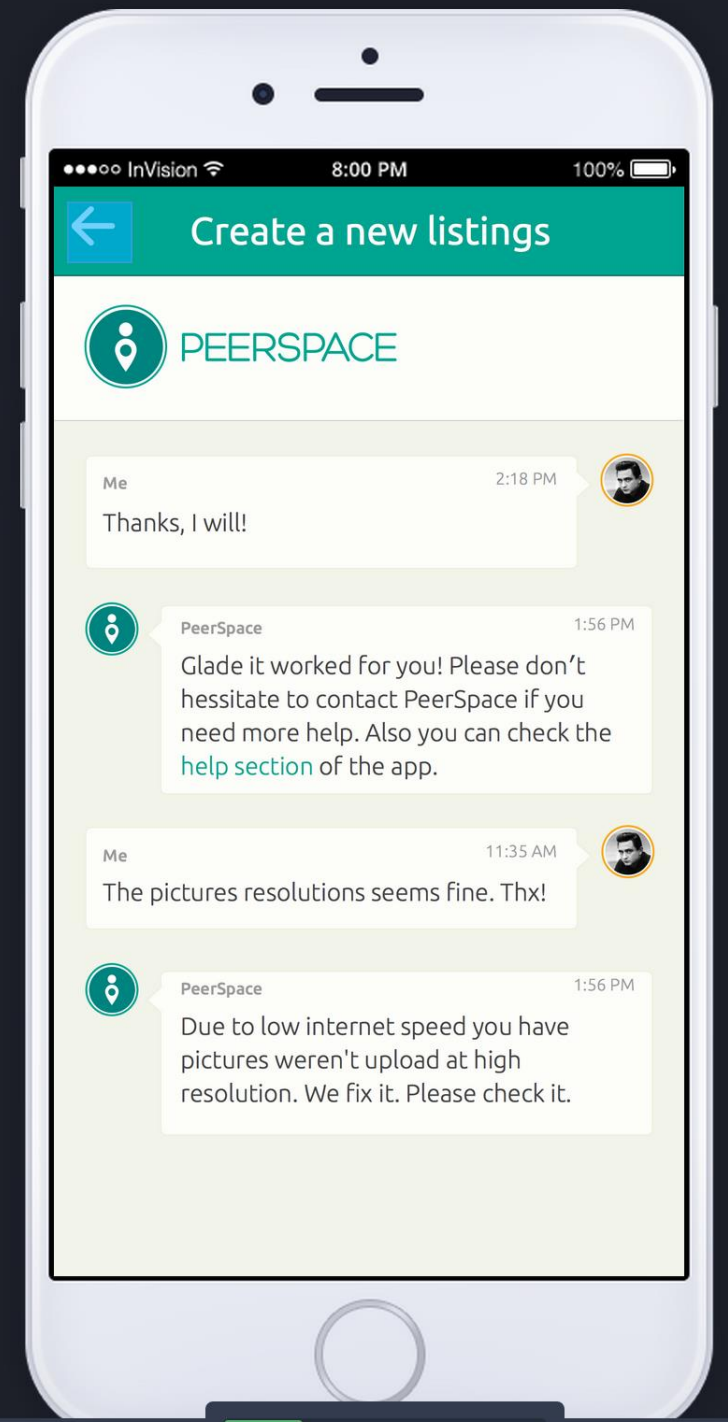 ●●●○○ InVision 8:00 PM 100%
Create a new listings
PEERSPACE
Me 2:18 PM
Thanks, I will!
PeerSpace 1:56 PM
Glade it worked for you! Please don’t
hessitate to contact PeerSpace if you
need more help. Also you can check the
help section of the app.
Me 11:35 AM
The pictures resolutions seems fine. Thx!
PeerSpace 1:56 PM
Due to low internet speed you have
pictures weren't upload at high
resolution. We fix it. Please check it.